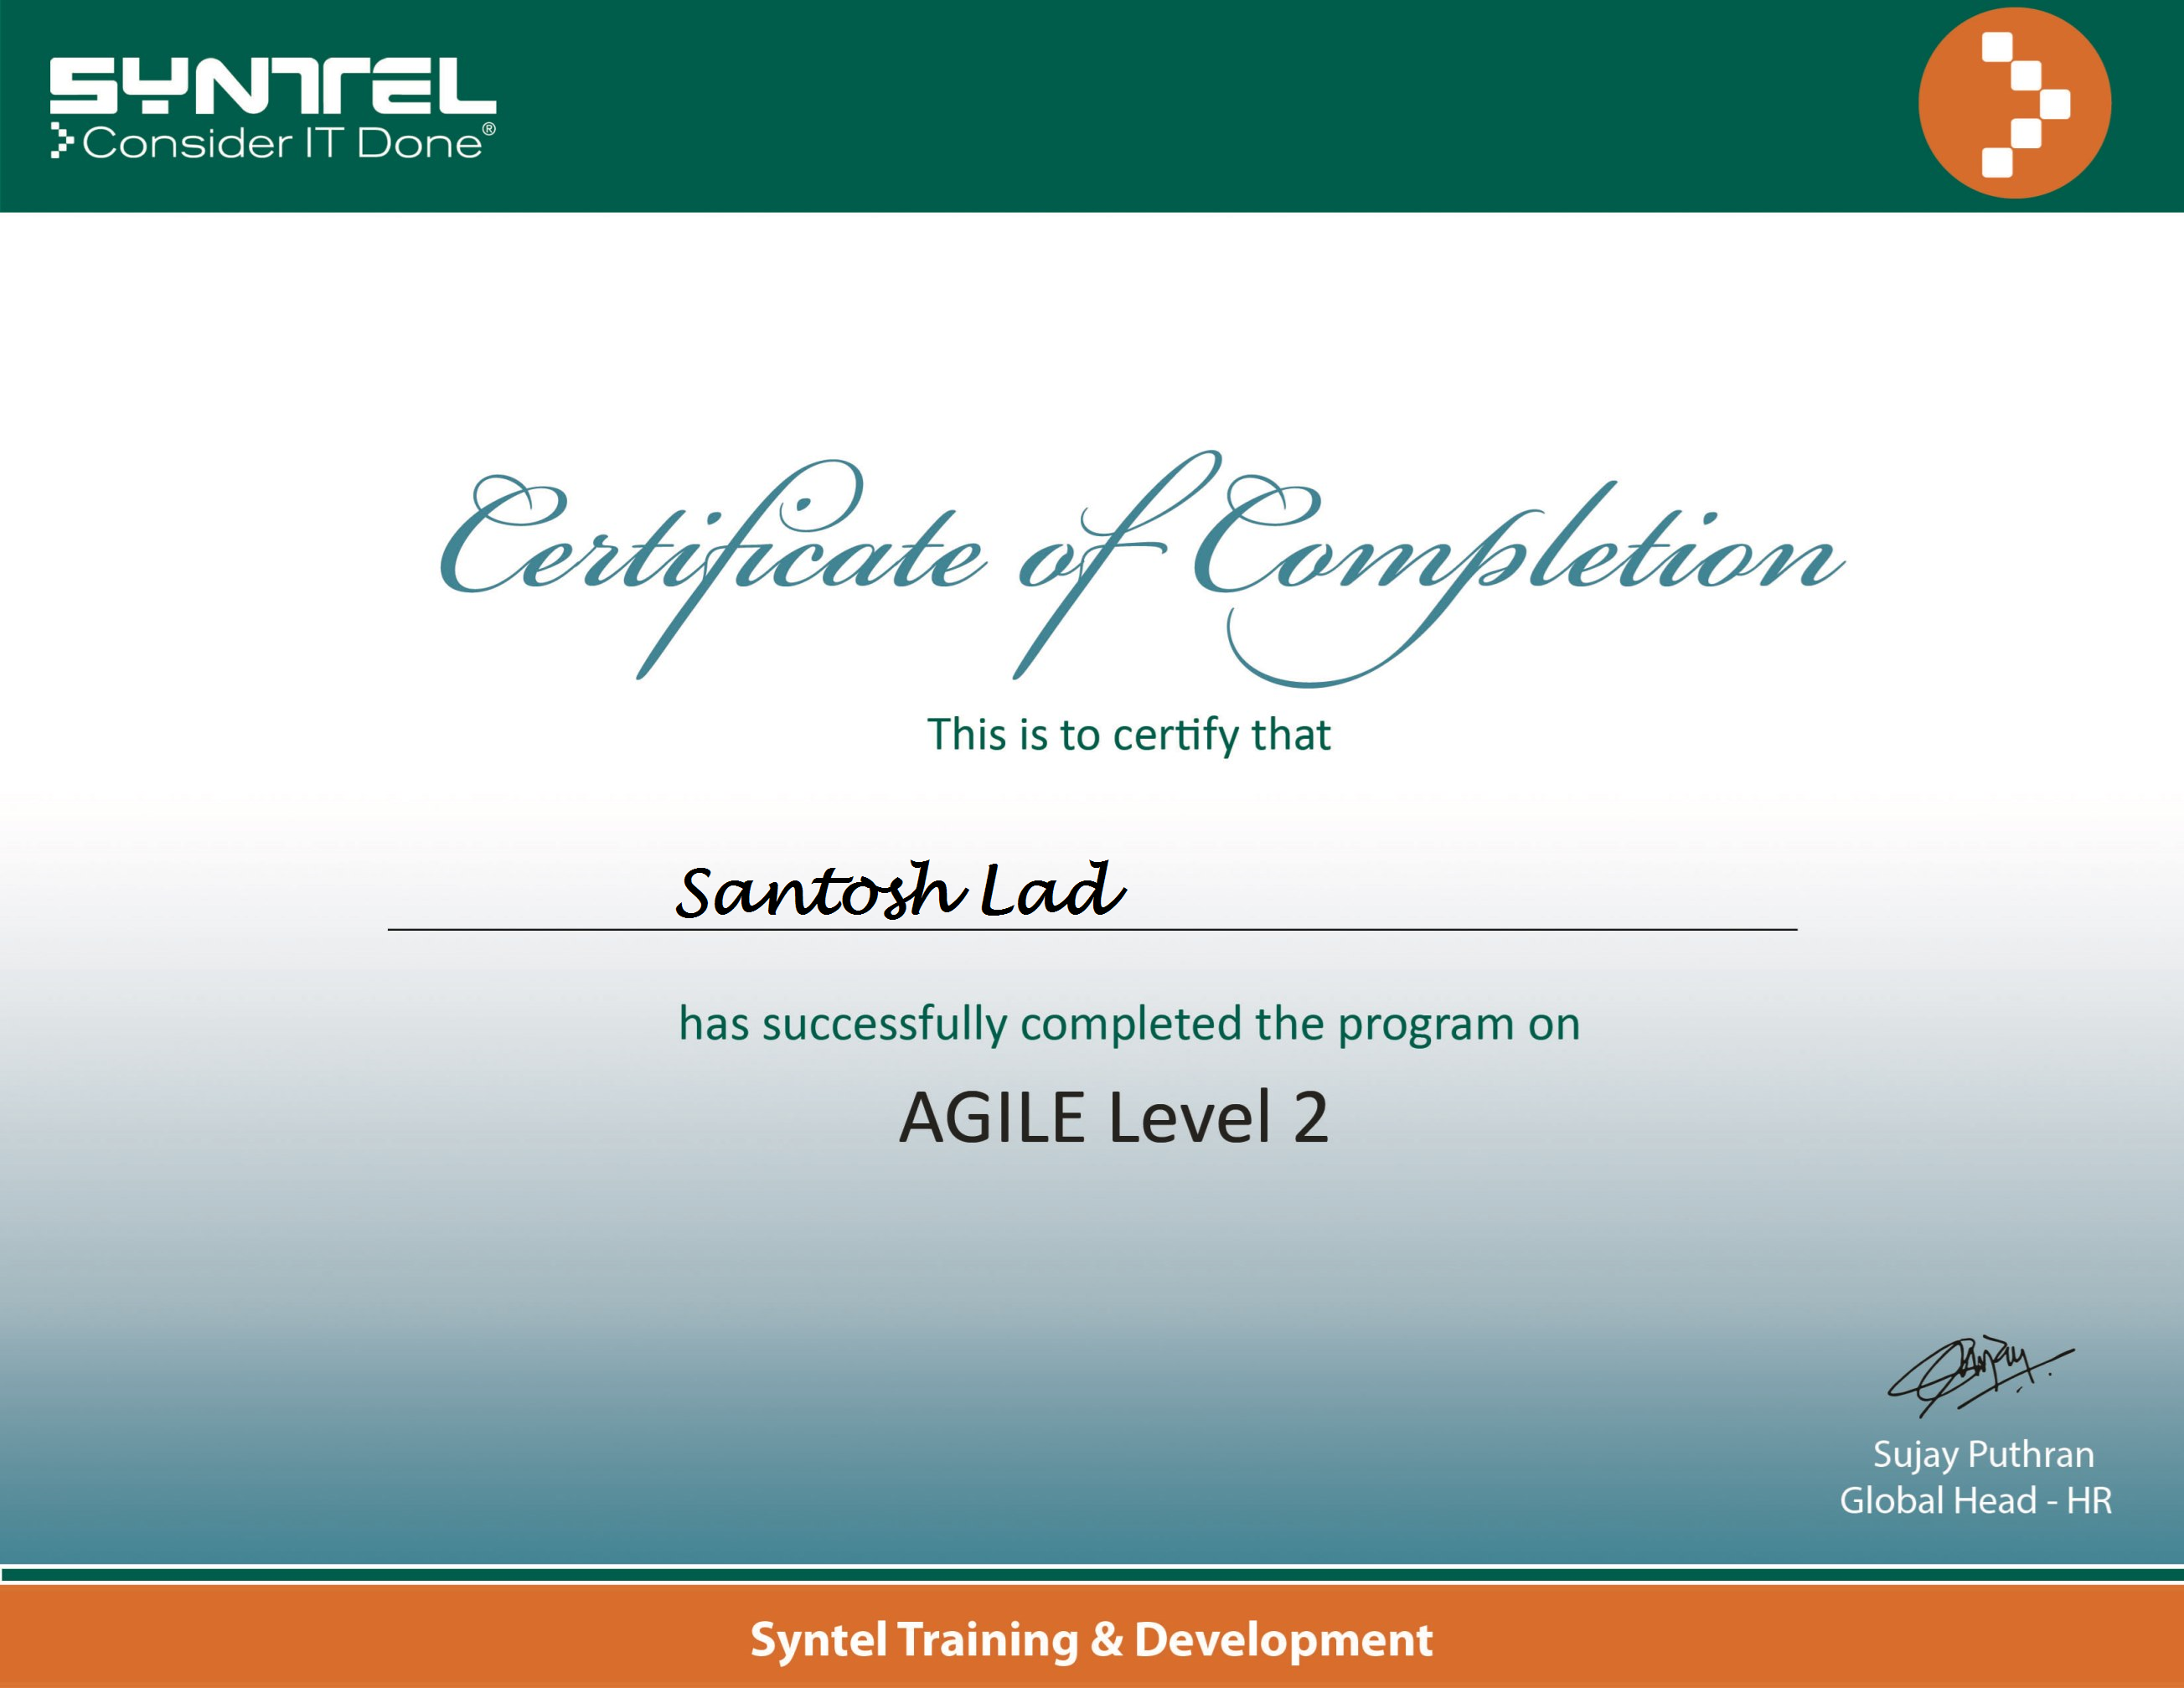 SYNTEL
Consider IT Done®
Certificate of Completion
This is to certify that
Santosh Lad
has successfully completed the program on
AGILE Level 2
Sujay Puthran
Global Head - HR
Syntel Training & Development